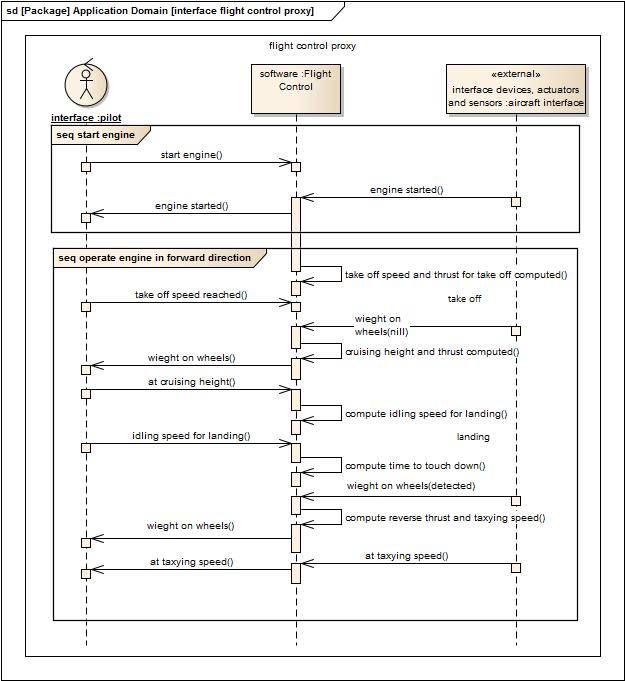 sd [Package] Application Domain [interface flight control proxy]
flight control proxy
software :Flight
Control
«external»
interface devices, actuators
and sensors :aircraft interface
interface :pilot
seq start engine
start engine()
engine started()
engine started()
seq operate engine in forward direction
take off speed and thrust for take off computed()
take off speed reached()
take off
wieght on
wheels(nill)
cruising height and thrust computed()
wieght on wheels()
at cruising height()
compute idling speed for landing()
idling speed for landing()
landing
compute time to touch down()
wieght on wheels(detected)
compute reverse thrust and taxying speed()
wieght on wheels()
at taxying speed()
at taxying speed()